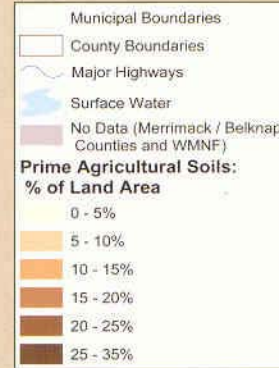 Municipal Boundaries
County Boundaries
Major Highways
Surface Water
No Data (Merrimack / Belknap
Counties and WMNF)
Prime Agricultural Soils:
% of Land Area
0 - 5%
5 - 10%
10 - 15%
15 - 20%
20 - 25%
25 - 35%